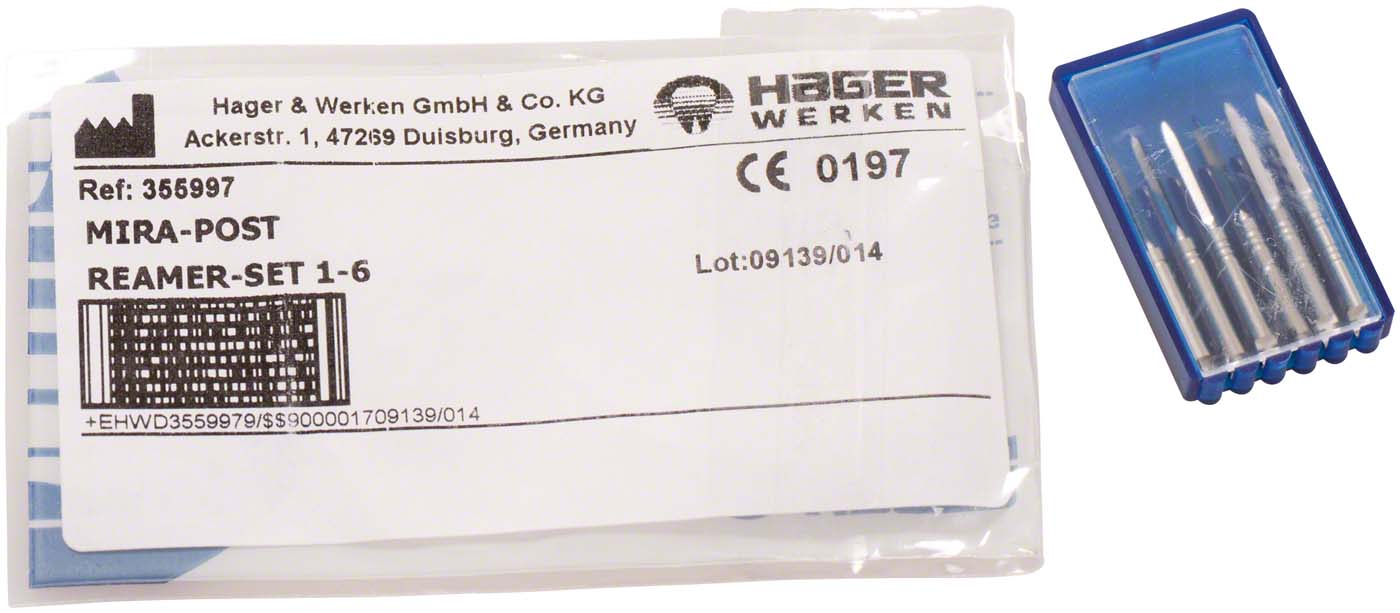 Hager & Werken GmbH & Co. KG
Ackerstr. 1, 47269 Duisburg, Germany
HAGER
WERKEN
Ref: 355997
CE 0197
MIRA-POST
REAMER-SET 1-6
Lot:09139/014
+EHWD3559979/$$900001709139/014